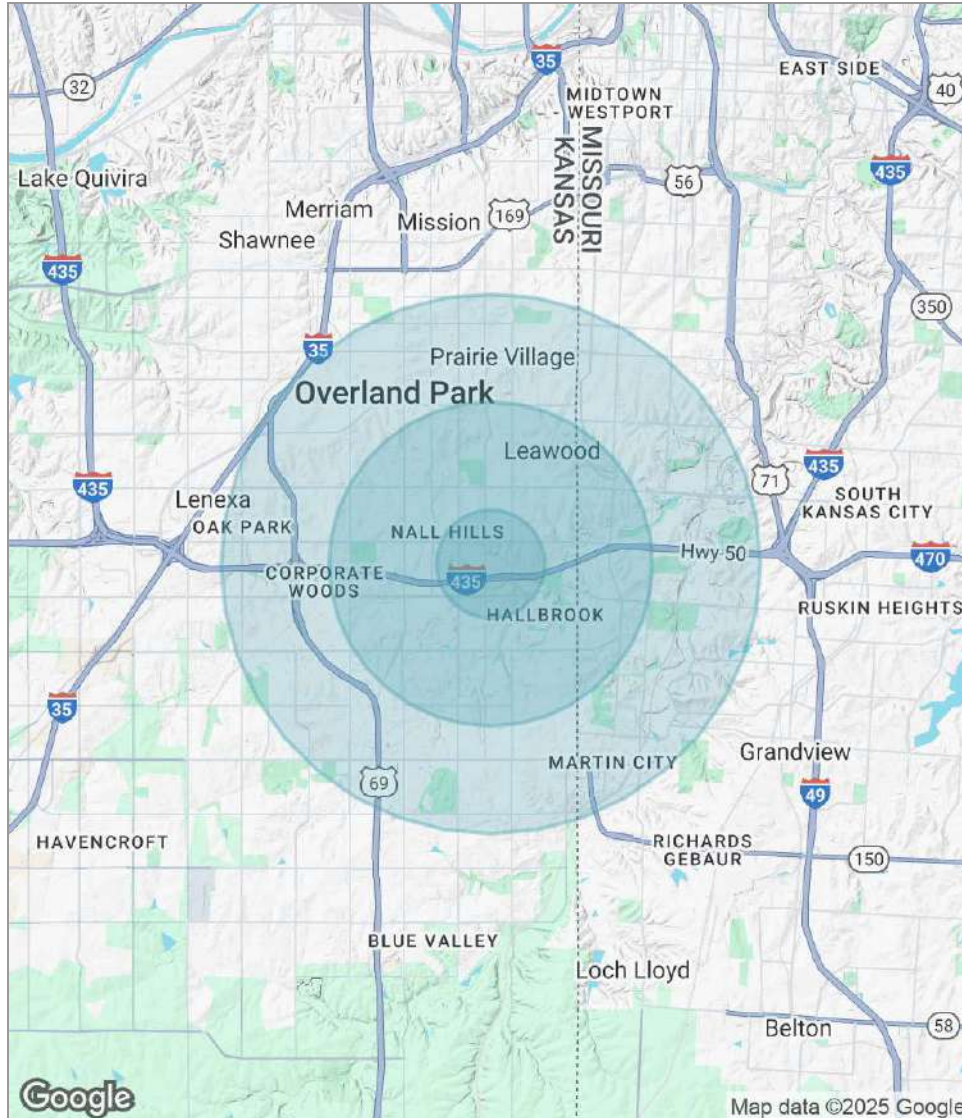 35
EAST SIDE
32
40
MIDTOWN
- WESTPORT
MISSOURI
KANSAS
435
Lake Quivira
56
Merriam
Mission
169
Shawnee
435
350
35
Prairie Village
Overland Park
Leawood
435
71
435
Lenexa
SOUTH
KANSAS CITY
OAK PARK
NALL HILLS
Hwy 50
470
CORPORATE
WOODS
435
HALLBROOK
RUSKIN HEIGHTS
35
MARTIN CITY
Grandview
69
49
HAVENCROFT
RICHARDS
GEBAUR
150
BLUE VALLEY
Loch Lloyd
Belton
58
Google
Map data ©2025 Google